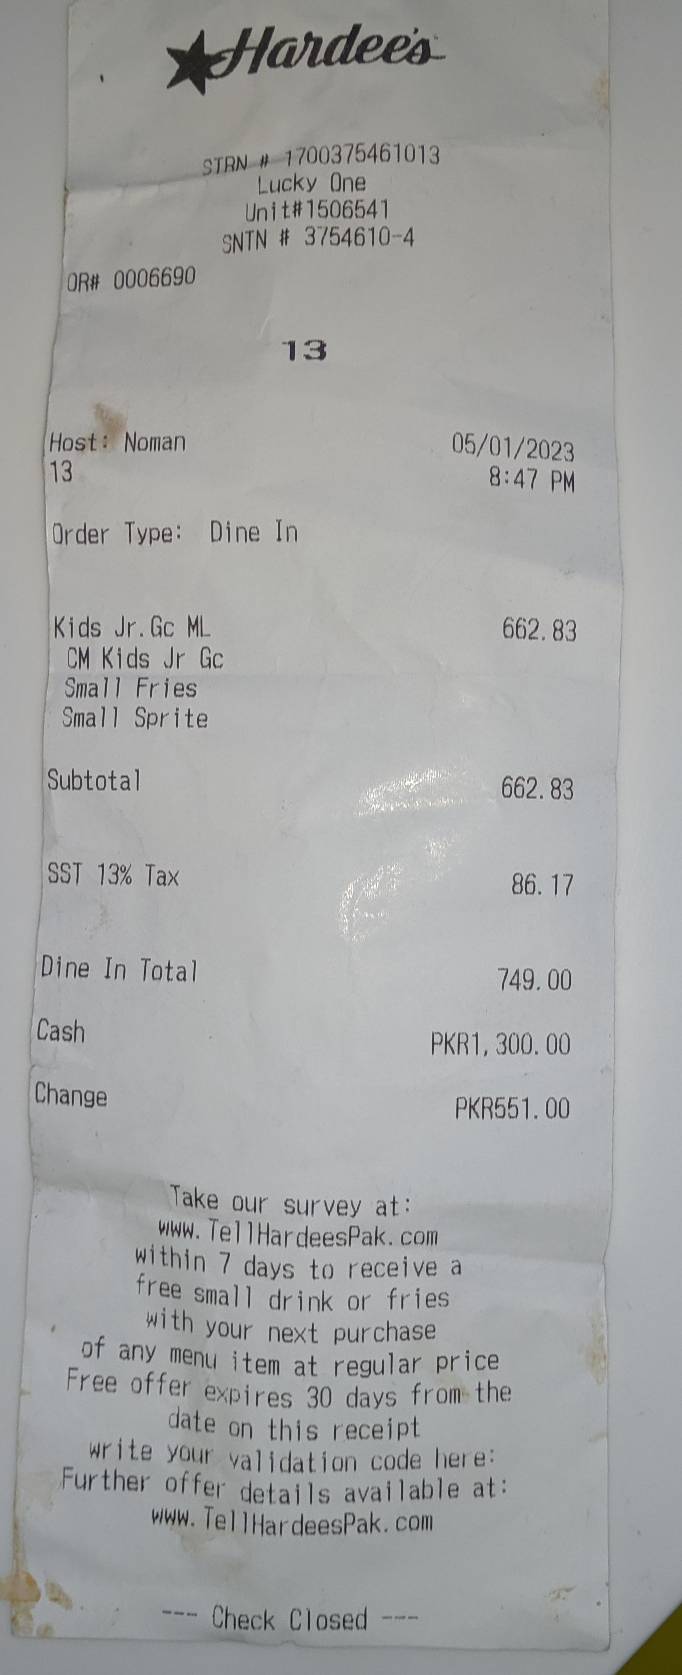 Hardee's
STRN # 1700375461013
Lucky One
Unit#1506541
SNTN # 3754610-4
OR# 0006690
13
Host: Noman 05/01/2023
13 8:47 PM
Order Type: Dine In
Kids Jr.Gc ML 662.83
CM Kids Jr Gc
Small Fries
Small Sprite
Subtotal 662.83
SST 13% Tax 86.17
Dine In Total 749.00
Cash PKR1,300.00
Change PKR551.00
Take our survey at:
www.TellHardeesPak.com
within 7 days to receive a
free small drink or fries
with your next purchase
of any menu item at regular price
Free offer expires 30 days from the
date on this receipt
write your validation code here:
Further offer details available at:
www.TellHardeesPak.com
--- Check Closed ---